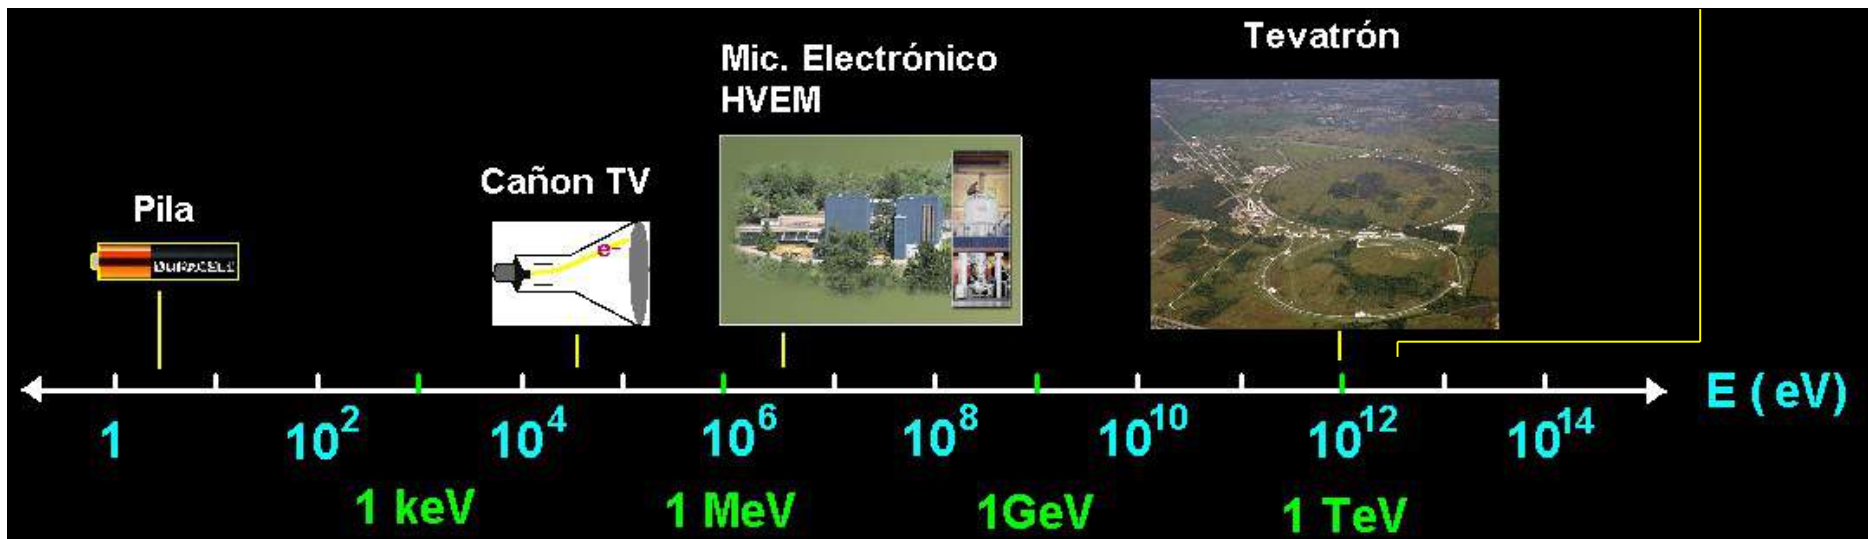 Tevatrón
Mic. Electrónico
HVEM
Cañon TV
Pila
DURACELL
e-
1 10² 10⁴ 10⁶ 10⁸ 10¹⁰ 10¹² 10¹⁴ E ( eV)
1 keV 1 MeV 1GeV 1 TeV